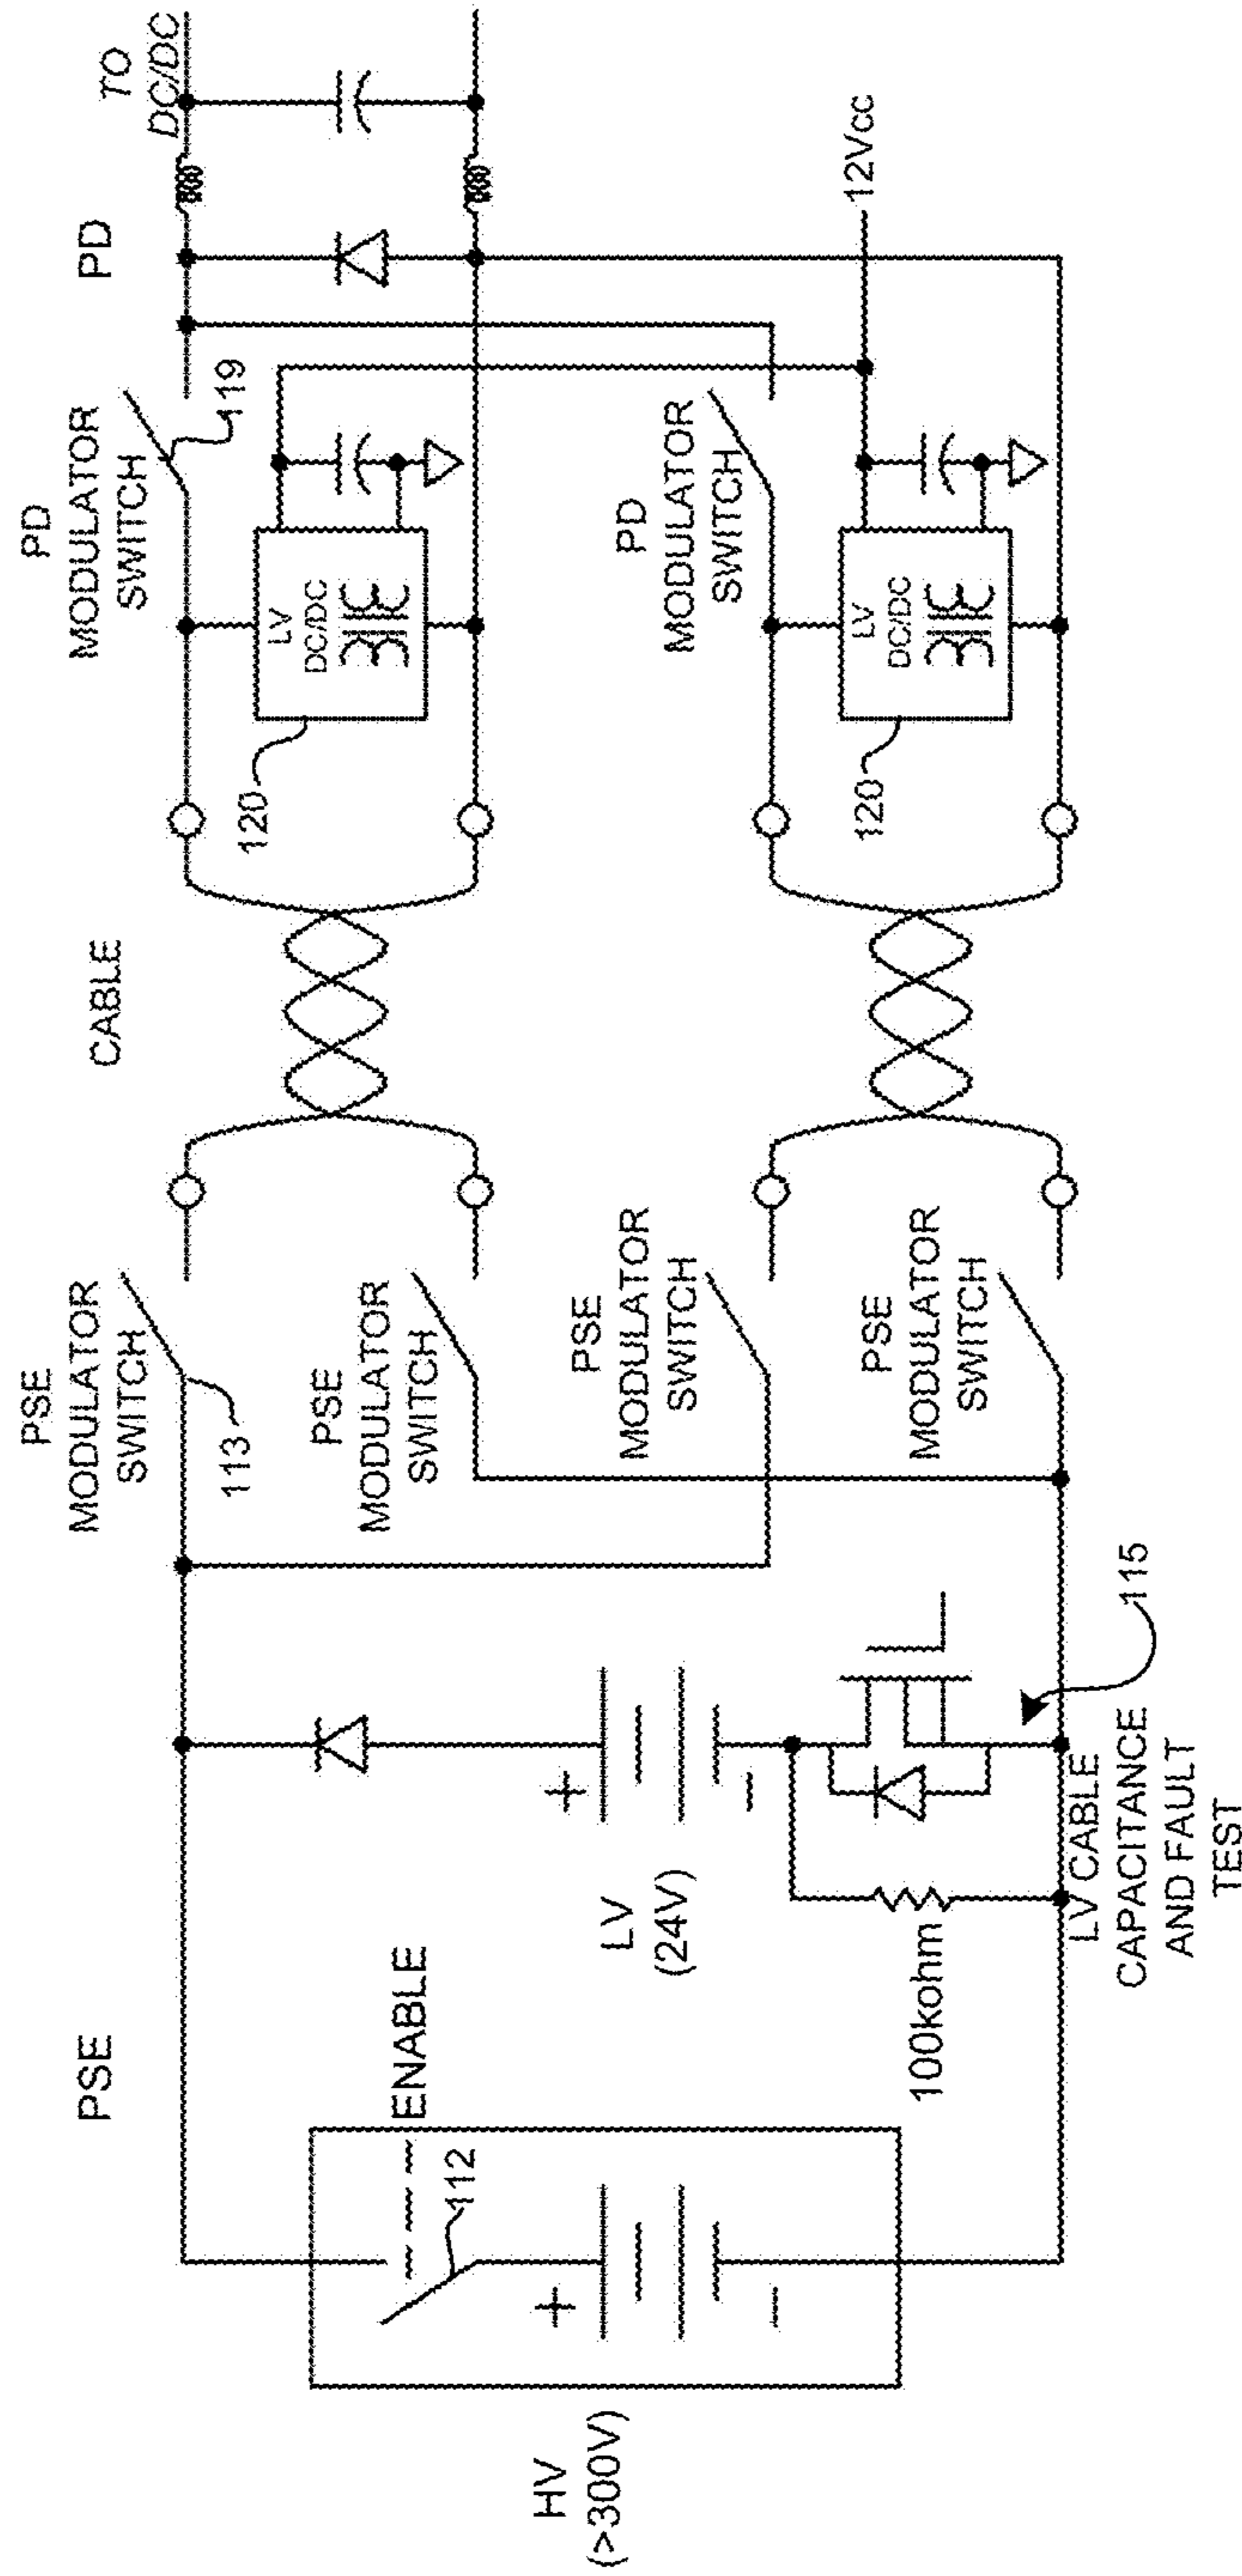 PSE
HV
(>300V)
112
ENABLE
+
−
LV
(24V)
+
−
100kohm
LV CABLE
CAPACITANCE
AND FAULT
TEST
115
PSE
MODULATOR
SWITCH
113
PSE
MODULATOR
SWITCH
PSE
MODULATOR
SWITCH
PSE
MODULATOR
SWITCH
CABLE
PD
MODULATOR
SWITCH
119
120
LV
DC/DC
PD
MODULATOR
SWITCH
120
LV
DC/DC
PD
TO
DC/DC
12Vcc